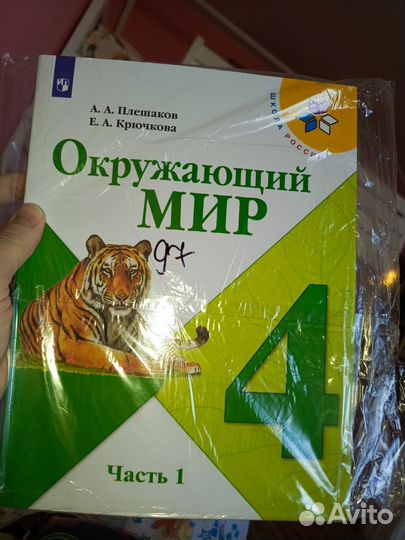 А. А. Плешаков
Е. А. Крючкова
ШКОЛА РОССИИ
Окружающий
МИР
97
4
Часть 1
Avito